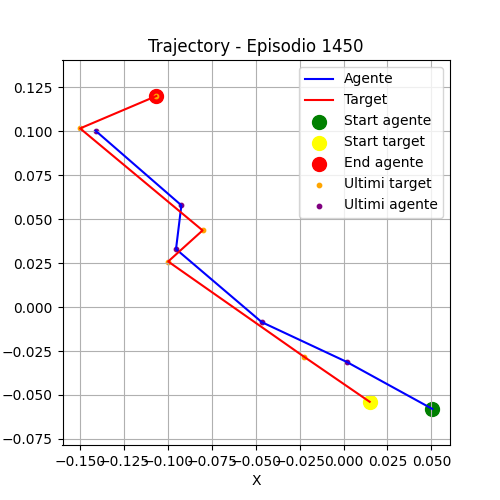 Trajectory - Episodio 1450
Agente
Target
Start agente
Start target
End agente
Ultimi target
Ultimi agente
0.125
0.100
0.075
0.050
0.025
0.000
−0.025
−0.050
−0.075
−0.150 −0.125 −0.100 −0.075 −0.050 −0.025 0.000 0.025 0.050
X